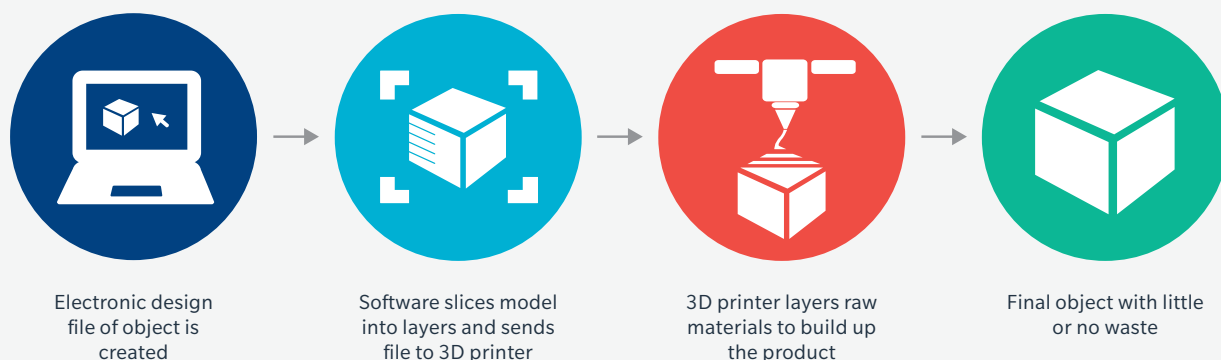 Electronic design
file of object is
created
Software slices model
into layers and sends
file to 3D printer
3D printer layers raw
materials to build up
the product
Final object with little
or no waste